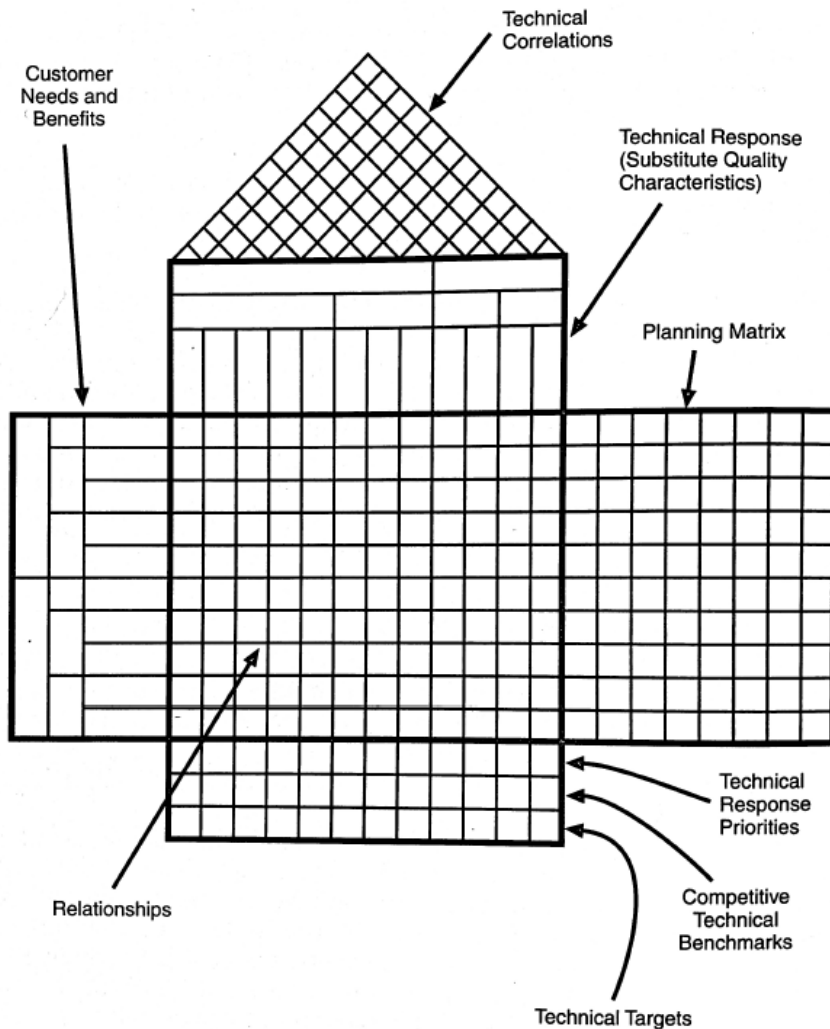 Technical
Correlations
Customer
Needs and
Benefits
Technical Response
(Substitute Quality
Characteristics)
Planning Matrix
Technical
Response
Priorities
Relationships
Competitive
Technical
Benchmarks
Technical Targets